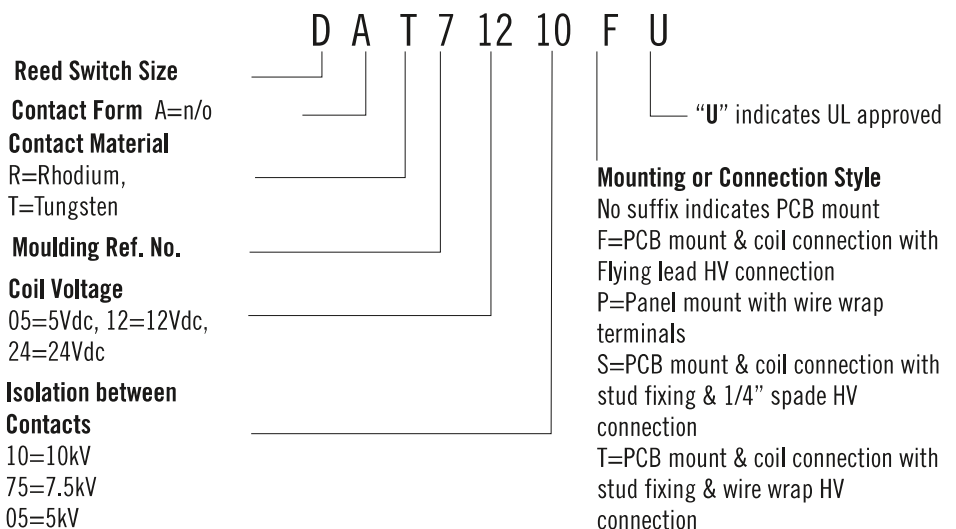 D A T 7 12 10 F U
Reed Switch Size
Contact Form A=n/o
Contact Material
R=Rhodium,
T=Tungsten
Moulding Ref. No.
Coil Voltage
05=5Vdc, 12=12Vdc,
24=24Vdc
Isolation between
Contacts
10=10kV
75=7.5kV
05=5kV
“U” indicates UL approved
Mounting or Connection Style
No suffix indicates PCB mount
F=PCB mount & coil connection with
Flying lead HV connection
P=Panel mount with wire wrap
terminals
S=PCB mount & coil connection with
stud fixing & 1/4” spade HV
connection
T=PCB mount & coil connection with
stud fixing & wire wrap HV
connection